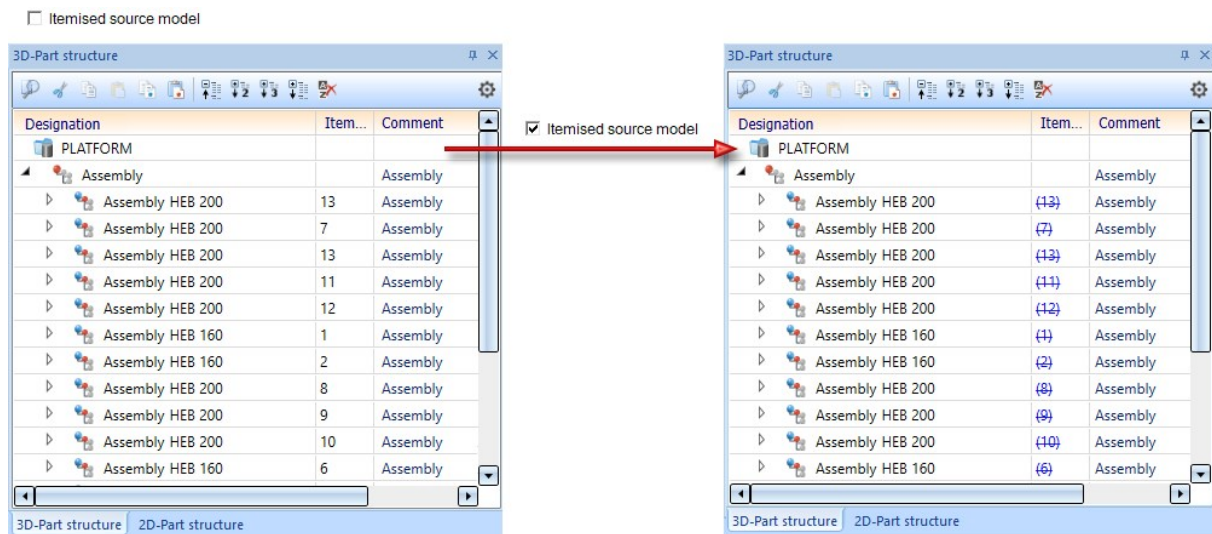 Itemised source model
3D-Part structure
Designation Item... Comment
PLATFORM
Assembly Assembly
Assembly HEB 200 13 Assembly
Assembly HEB 200 7 Assembly
Assembly HEB 200 13 Assembly
Assembly HEB 200 11 Assembly
Assembly HEB 200 12 Assembly
Assembly HEB 160 1 Assembly
Assembly HEB 160 2 Assembly
Assembly HEB 200 8 Assembly
Assembly HEB 200 9 Assembly
Assembly HEB 200 10 Assembly
Assembly HEB 160 6 Assembly
3D-Part structure 2D-Part structure
Itemised source model
3D-Part structure
Designation Item... Comment
PLATFORM
Assembly Assembly
Assembly HEB 200 (13) Assembly
Assembly HEB 200 (7) Assembly
Assembly HEB 200 (13) Assembly
Assembly HEB 200 (11) Assembly
Assembly HEB 200 (12) Assembly
Assembly HEB 160 (1) Assembly
Assembly HEB 160 (2) Assembly
Assembly HEB 200 (8) Assembly
Assembly HEB 200 (9) Assembly
Assembly HEB 200 (10) Assembly
Assembly HEB 160 (6) Assembly
3D-Part structure 2D-Part structure